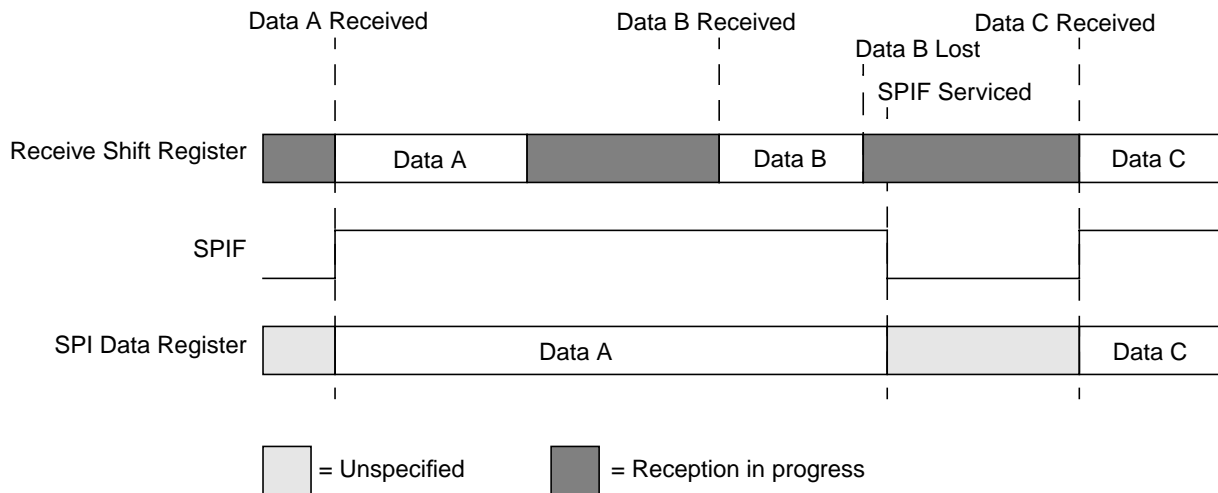 Data A Received
Data B Received
Data C Received
Data B Lost
SPIF Serviced
Receive Shift Register
Data A
Data B
Data C
SPIF
SPI Data Register
Data A
Data C
= Unspecified
= Reception in progress